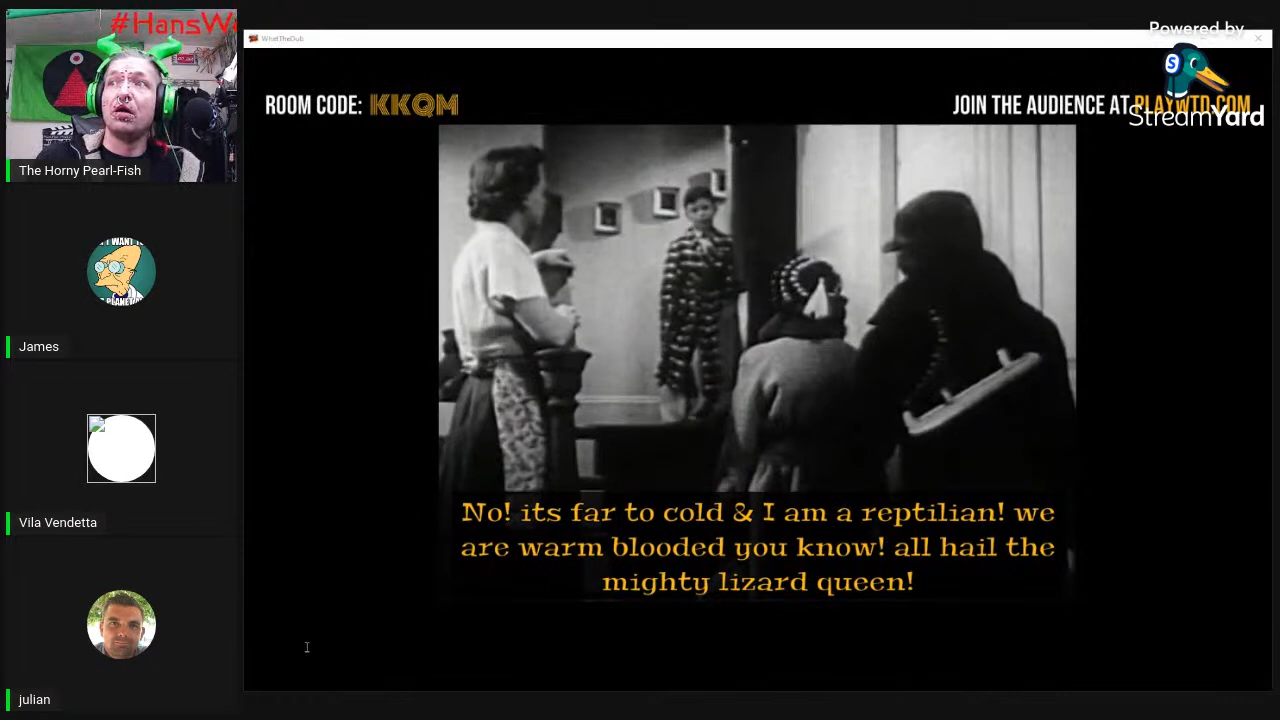 #HansW
Powered by
WhatTheDub
StreamYard
ROOM CODE: KKQM
JOIN THE AUDIENCE AT PLAYWTD.COM
The Horny Pearl-Fish
James
Vila Vendetta
julian
No! its far to cold & I am a reptilian! we
are warm blooded you know! all hail the
mighty lizard queen!